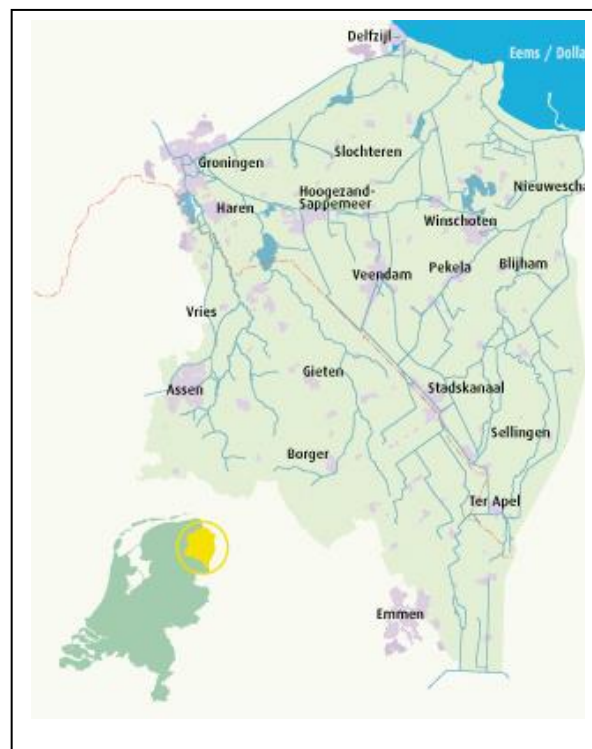 Delfzijl
Eems / Dolla
Slochteren
Groningen
Nieuwescha
Hoogezand-
Sappemeer
Haren
Winschoten
Blijham
Pekela
Veendam
Vries
Gieten
Assen
Stadskanaal
Sellingen
Borger
Ter Apel
Emmen